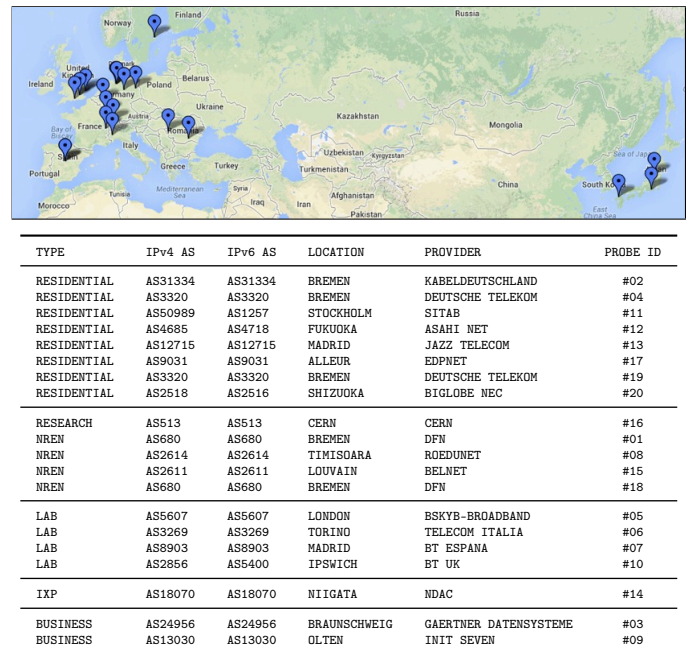 Norway
Finland
Russia
United
Kingdom
Ireland
Denmark
Belarus
Poland
Germany
Ukraine
Kazakhstan
Mongolia
France
Austria
Bay of
Biscay
Romania
Italy
Spain
Portugal
Greece
Turkey
Uzbekistan
Kyrgyzstan
Turkmenistan
China
Sea of Japan
South Ko
Mediterranean
Sea
Tunisia
Syria
Iraq
Iran
Afghanistan
Pakistan
Morocco
East
China Sea
TYPE IPv4 AS IPv6 AS LOCATION PROVIDER PROBE ID
RESIDENTIAL AS31334 AS31334 BREMEN KABELDEUTSCHLAND #02
RESIDENTIAL AS3320 AS3320 BREMEN DEUTSCHE TELEKOM #04
RESIDENTIAL AS50989 AS1257 STOCKHOLM SITAB #11
RESIDENTIAL AS4685 AS4718 FUKUOKA ASAHI NET #12
RESIDENTIAL AS12715 AS12715 MADRID JAZZ TELECOM #13
RESIDENTIAL AS9031 AS9031 ALLEUR EDPNET #17
RESIDENTIAL AS3320 AS3320 BREMEN DEUTSCHE TELEKOM #19
RESIDENTIAL AS2518 AS2516 SHIZUOKA BIGLOBE NEC #20
RESEARCH AS513 AS513 CERN CERN #16
NREN AS680 AS680 BREMEN DFN #01
NREN AS2614 AS2614 TIMISOARA ROEDUNET #08
NREN AS2611 AS2611 LOUVAIN BELNET #15
NREN AS680 AS680 BREMEN DFN #18
LAB AS5607 AS5607 LONDON BSKYB-BROADBAND #05
LAB AS3269 AS3269 TORINO TELECOM ITALIA #06
LAB AS8903 AS8903 MADRID BT ESPANA #07
LAB AS2856 AS5400 IPSWICH BT UK #10
IXP AS18070 AS18070 NIIGATA NDAC #14
BUSINESS AS24956 AS24956 BRAUNSCHWEIG GAERTNER DATENSYSTEME #03
BUSINESS AS13030 AS13030 OLTEN INIT SEVEN #09